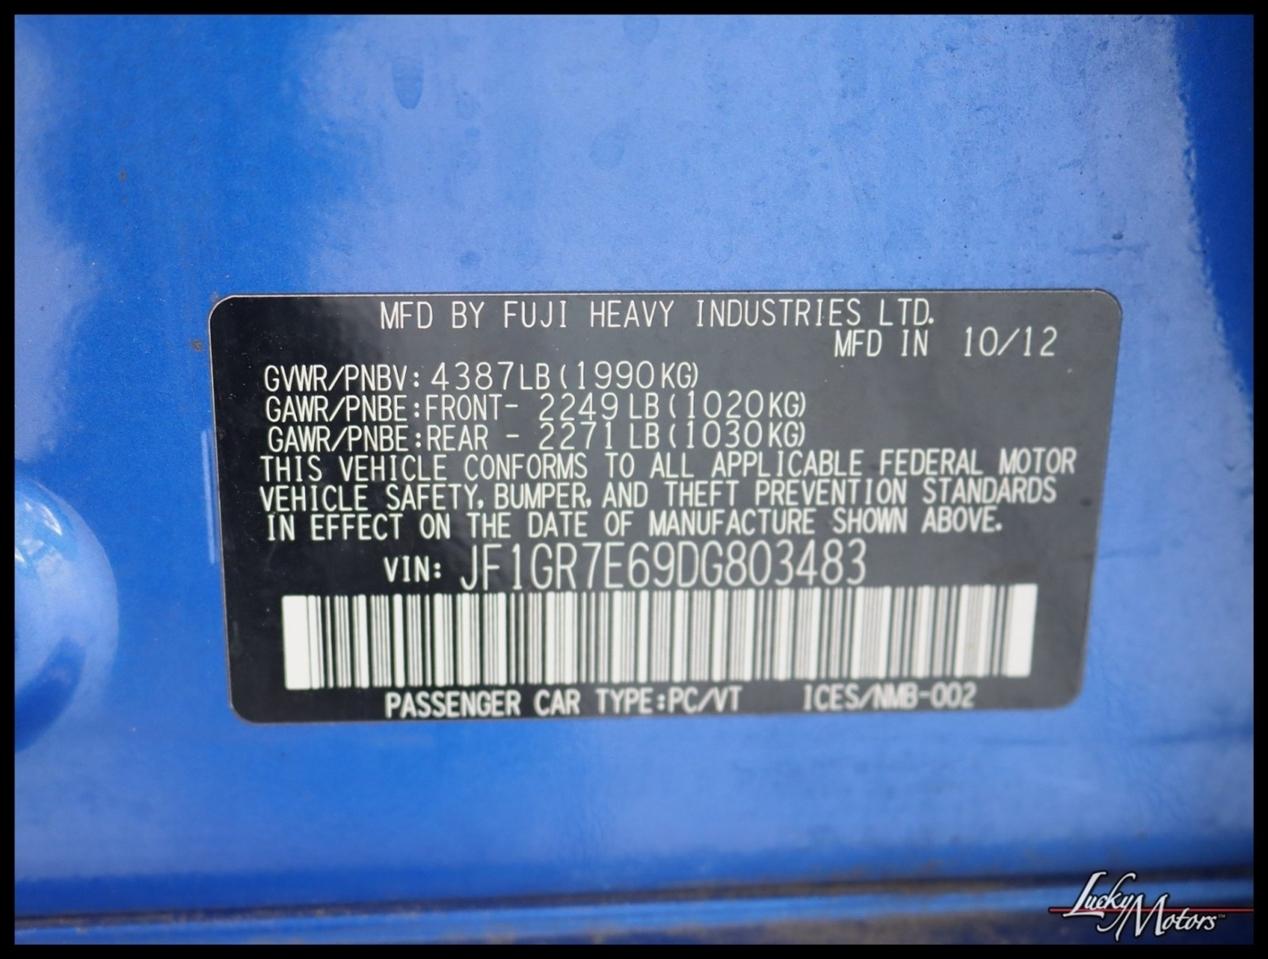 MFD BY FUJI HEAVY INDUSTRIES LTD.
MFD IN 10/12
GVWR/PNBV: 4387LB(1990KG)
GAWR/PNBE:FRONT- 2249LB(1020KG)
GAWR/PNBE:REAR - 2271LB(1030KG)
THIS VEHICLE CONFORMS TO ALL APPLICABLE FEDERAL MOTOR
VEHICLE SAFETY, BUMPER, AND THEFT PREVENTION STANDARDS
IN EFFECT ON THE DATE OF MANUFACTURE SHOWN ABOVE.
VIN: JF1GR7E69DG803483
PASSENGER CAR TYPE:PC/VT ICES/NMB-002
Lucky Motors™